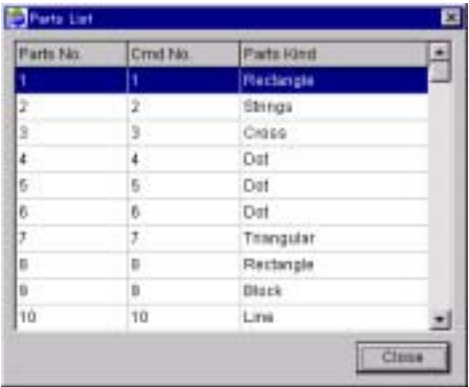 Parts List
Parts No. Cmd No. Parts Kind
1 1 Rectangle
2 2 Strings
3 3 Cross
4 4 Dot
5 5 Dot
6 6 Dot
7 7 Triangular
8 8 Rectangle
9 9 Block
10 10 Line
Close